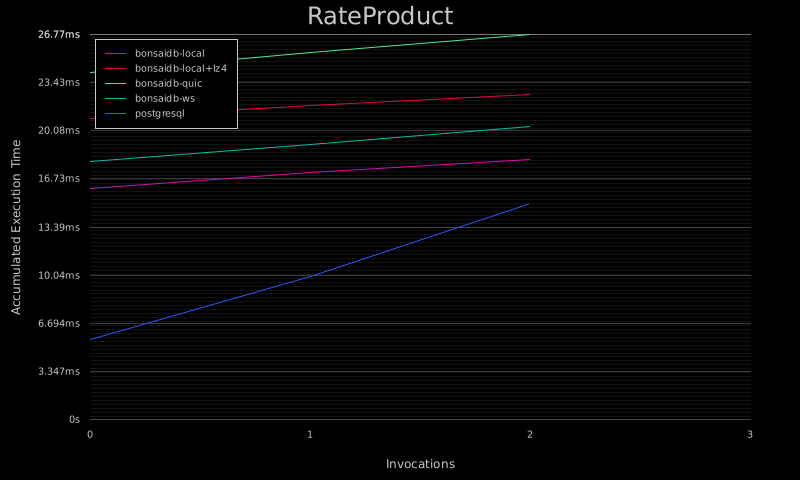 RateProduct
26.77ms
bonsaidb-local
bonsaidb-local+lz4
bonsaidb-quic
bonsaidb-ws
postgresql
23.43ms
20.08ms
16.73ms
13.39ms
10.04ms
6.694ms
3.347ms
0s
Accumulated Execution Time
0 1 2 3
Invocations